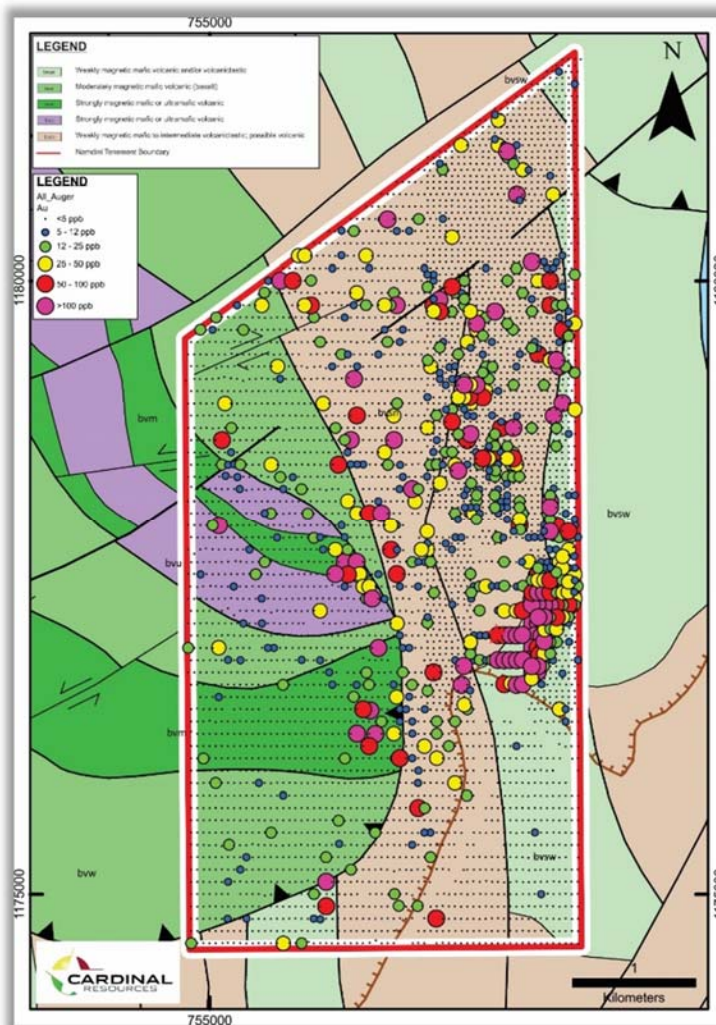 755000
LEGEND
Weakly magnetic mafic volcanic and/or volcaniclastic
Moderately magnetic mafic volcanic (basalt)
Strongly magnetic mafic or ultramafic volcanic
Strongly magnetic mafic or ultramafic volcanic
Weakly magnetic mafic to intermediate volcaniclastic; possible volcanic
Namdini Tenement Boundary
N
bvsw
LEGEND
All_Auger
Au
<5 ppb
5 - 12 ppb
12 - 25 ppb
25 - 50 ppb
50 - 100 ppb
>100 ppb
1180000
1180000
bvm
bvsw
bvu
bvm
bvw
bvsw
1175000
1175000
CARDINAL
RESOURCES
1
Kilometers
755000